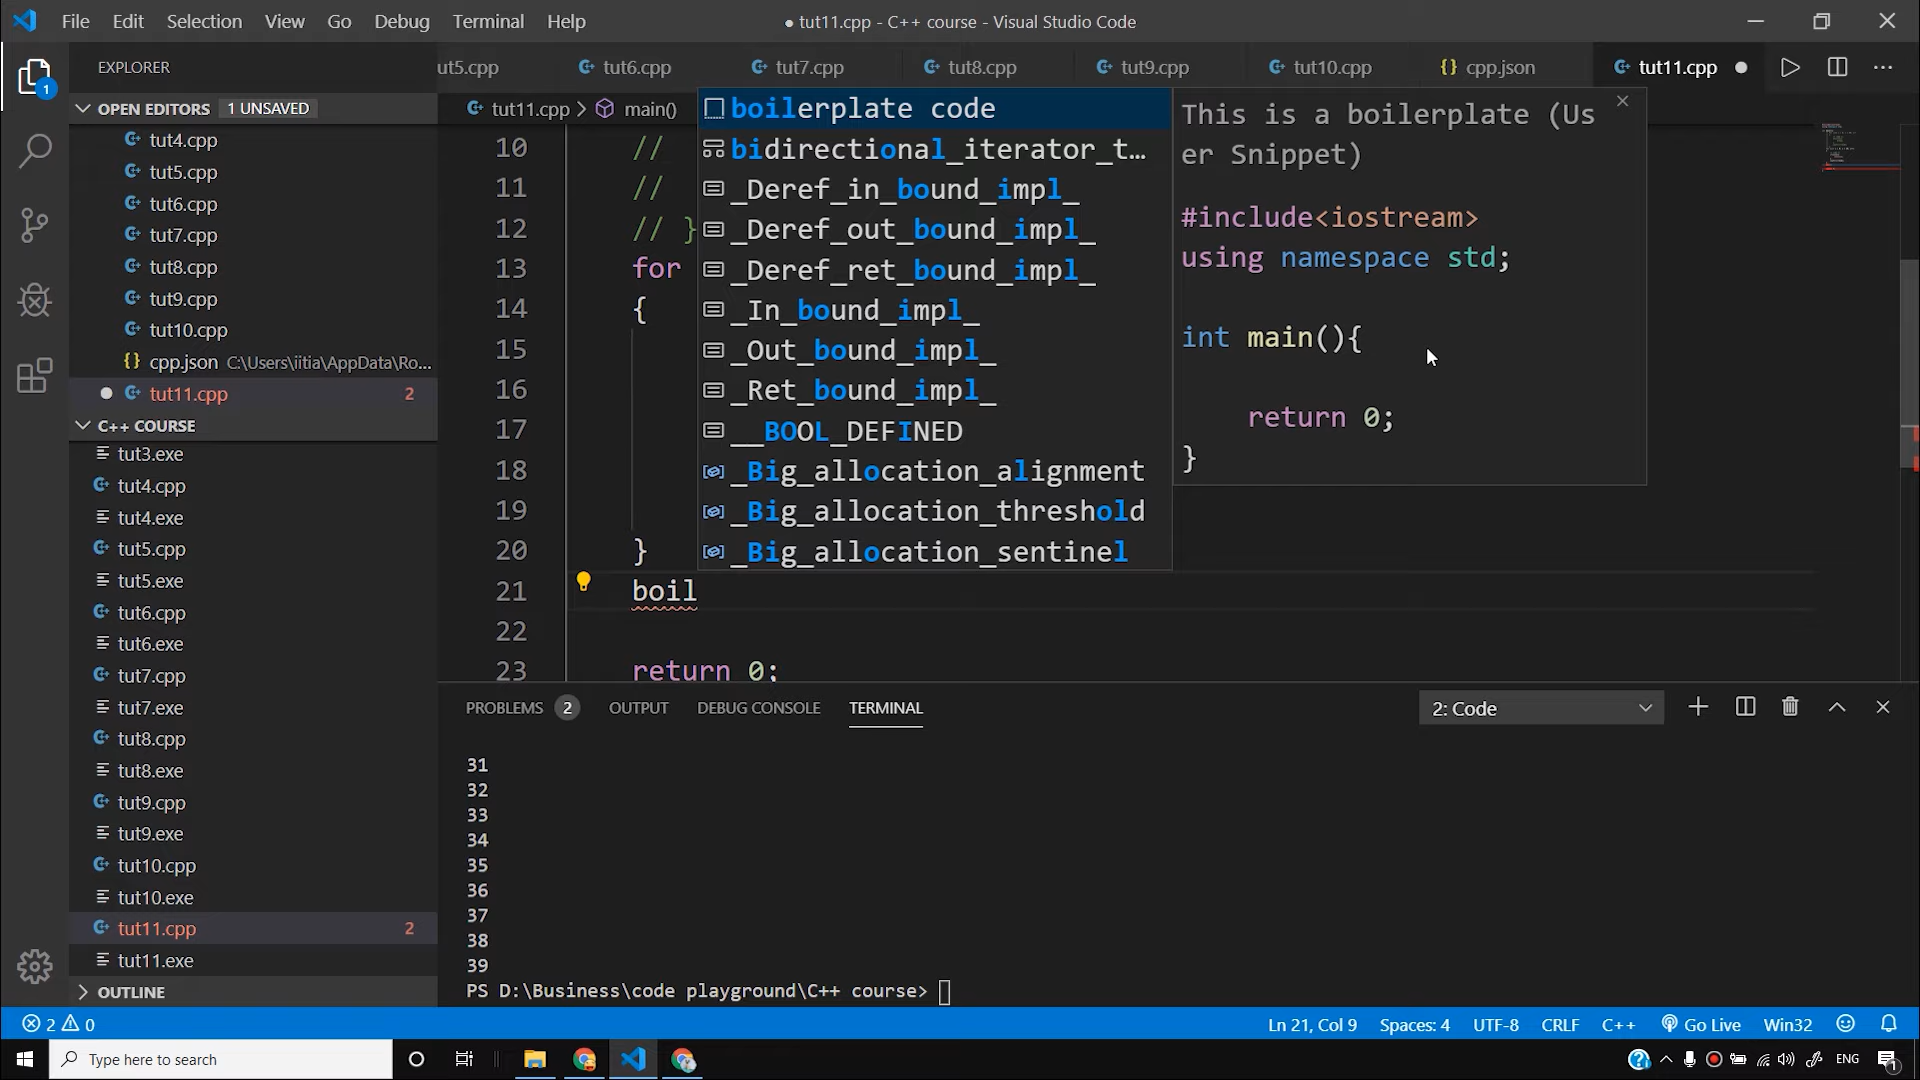 File Edit Selection View Go Debug Terminal Help
● tut11.cpp - C++ course - Visual Studio Code
EXPLORER
ut5.cpp tut6.cpp tut7.cpp tut8.cpp tut9.cpp tut10.cpp {} cpp.json tut11.cpp
1
OPEN EDITORS 1 UNSAVED
tut4.cpp
tut5.cpp
tut6.cpp
tut7.cpp
tut8.cpp
tut9.cpp
tut10.cpp
{} cpp.json C:\Users\iitia\AppData\Ro...
tut11.cpp 2
C++ COURSE
tut3.exe
tut4.cpp
tut4.exe
tut5.cpp
tut5.exe
tut6.cpp
tut6.exe
tut7.cpp
tut7.exe
tut8.cpp
tut8.exe
tut9.cpp
tut9.exe
tut10.cpp
tut10.exe
tut11.cpp 2
tut11.exe
OUTLINE
tut11.cpp > main()
10 //
11 //
12 // }
13 for
14 {
15
16
17
18
19
20 }
21 boil
22
23 return 0;
boilerplate code
bidirectional_iterator_t...
_Deref_in_bound_impl_
_Deref_out_bound_impl_
_Deref_ret_bound_impl_
_In_bound_impl_
_Out_bound_impl_
_Ret_bound_impl_
__BOOL_DEFINED
_Big_allocation_alignment
_Big_allocation_threshold
_Big_allocation_sentinel
This is a boilerplate (Us
er Snippet)
#include<iostream>
using namespace std;
int main(){
return 0;
}
PROBLEMS 2 OUTPUT DEBUG CONSOLE TERMINAL 2: Code
31
32
33
34
35
36
37
38
39
PS D:\Business\code playground\C++ course>
2 0 Ln 21, Col 9 Spaces: 4 UTF-8 CRLF C++ Go Live Win32
Type here to search ENG 1